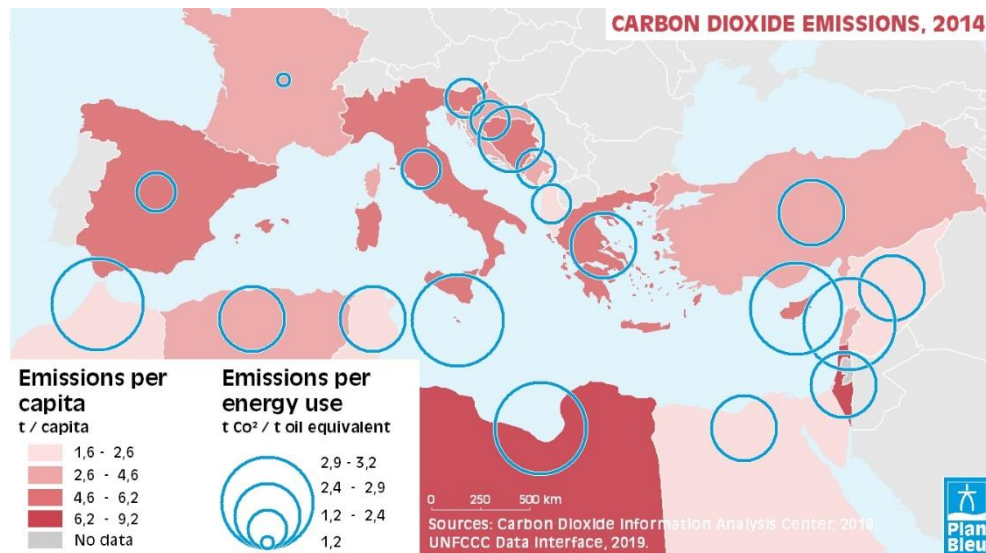 CARBON DIOXIDE EMISSIONS, 2014
Emissions per
capita
t / capita
1,6 - 2,6
2,6 - 4,6
4,6 - 6,2
6,2 - 9,2
No data
Emissions per
energy use
t Co² / t oil equivalent
2,9 - 3,2
2,4 - 2,9
1,2 - 2,4
1,2
0 250 500 km
Sources: Carbon Dioxide Information Analysis Center, 2018;
UNFCCC Data Interface, 2019.
Plan
Bleu